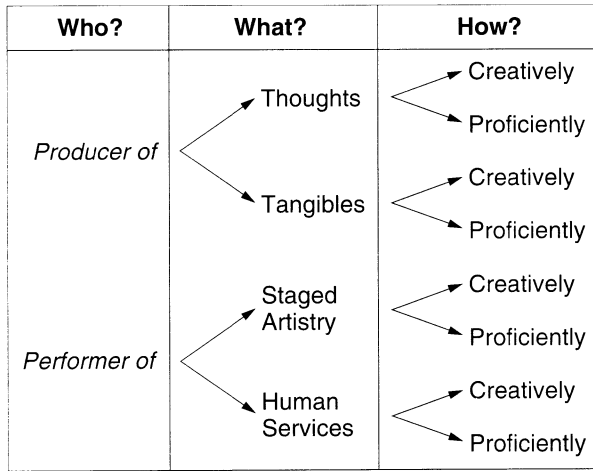 Who? What? How?
Creatively
Thoughts
Proficiently
Producer of
Creatively
Tangibles
Proficiently
Creatively
Staged
Artistry
Proficiently
Performer of
Creatively
Human
Services
Proficiently